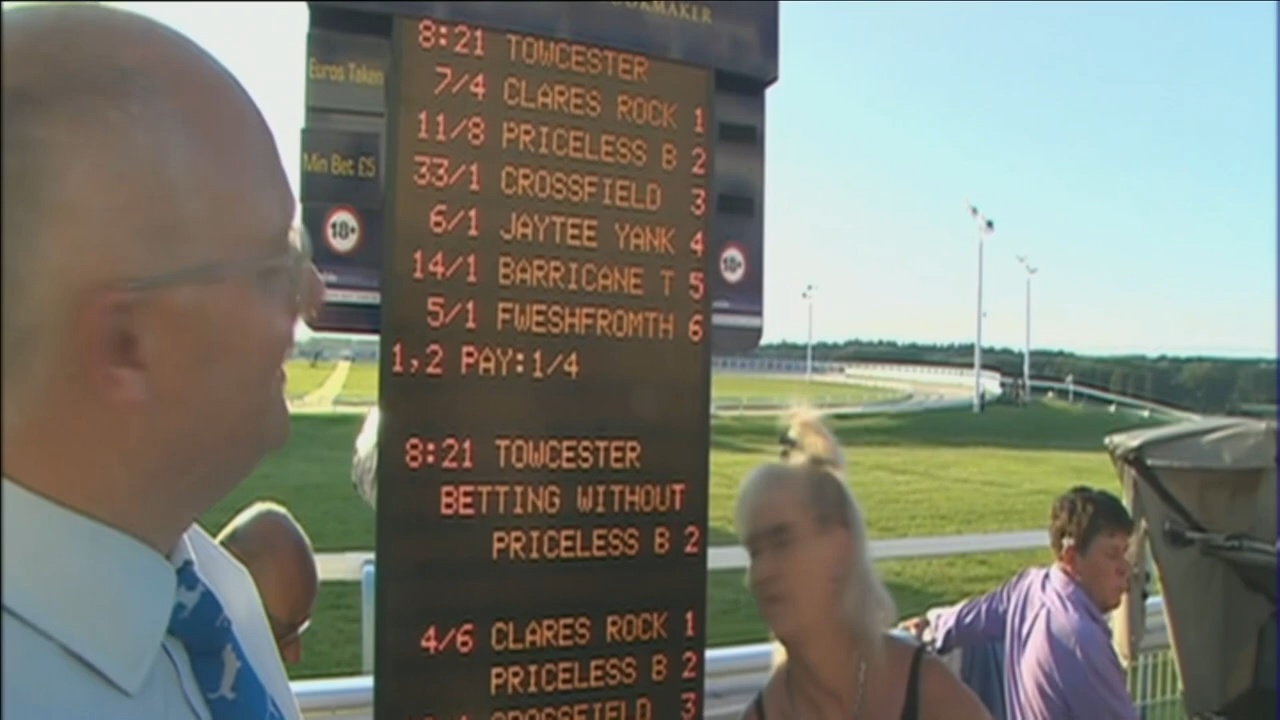 8:21 TOWCESTER
7/4 CLARES ROCK 1
11/8 PRICELESS B 2
33/1 CROSSFIELD 3
6/1 JAYTEE YANK 4
14/1 BARRICANE T 5
5/1 FWESHFROMTH 6
1,2 PAY:1/4
8:21 TOWCESTER
BETTING WITHOUT
PRICELESS B 2
4/6 CLARES ROCK 1
PRICELESS B 2
CROSSFIELD 3
Euros Taken
Min Bet £5
18+
18+